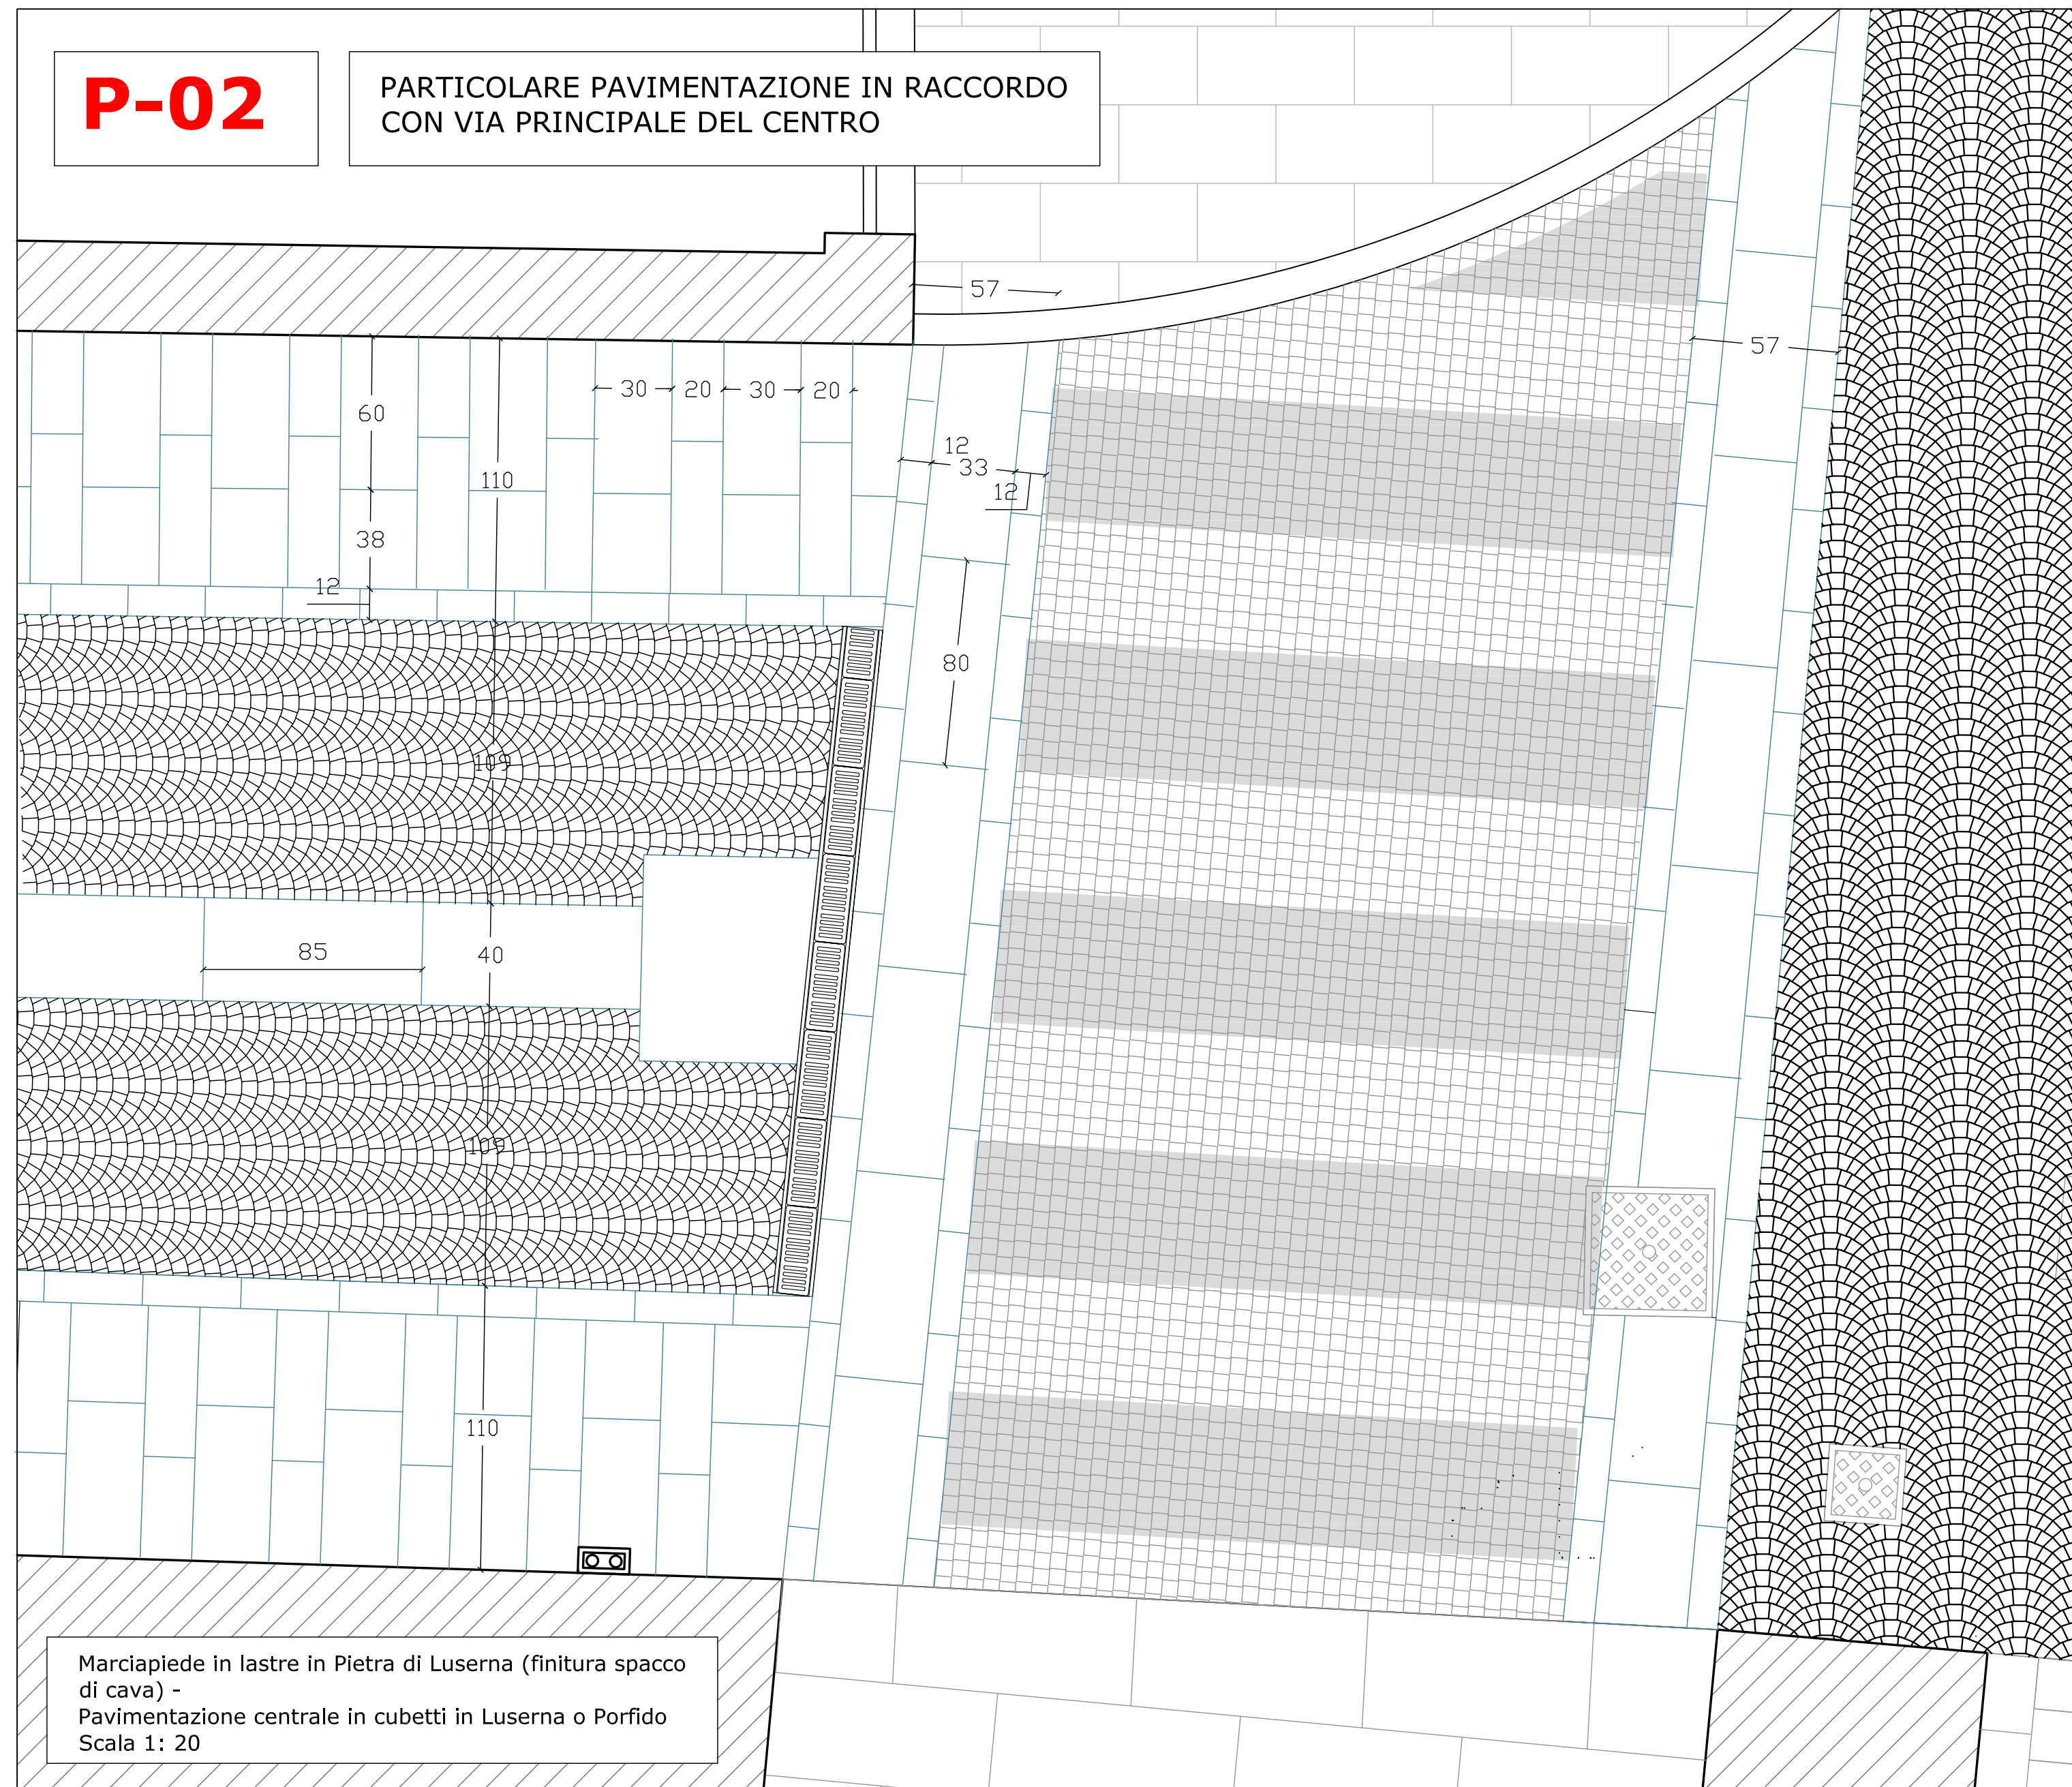 P-02
PARTICOLARE PAVIMENTAZIONE IN RACCORDO
CON VIA PRINCIPALE DEL CENTRO
57
57
30
20
30
20
60
110
12
33
12
38
12
80
109
85
40
109
110
Marciapiede in lastre in Pietra di Luserna (finitura spacco
di cava) -
Pavimentazione centrale in cubetti in Luserna o Porfido
Scala 1: 20